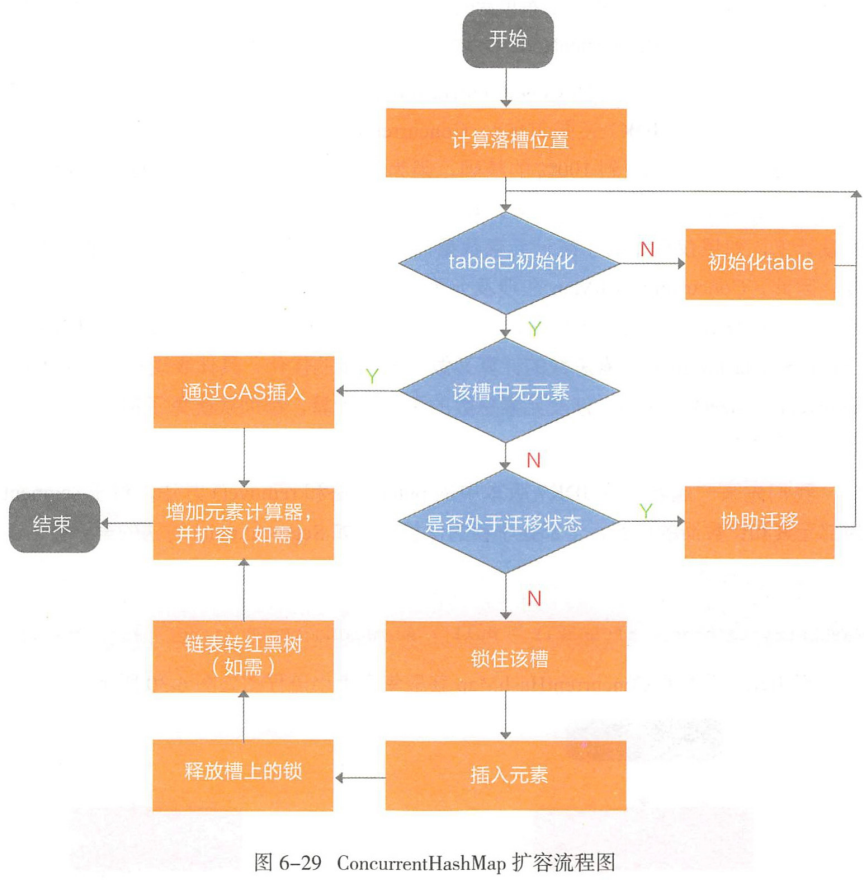 开始
计算落槽位置
table已初始化
N
初始化table
Y
该槽中无元素
Y
通过CAS插入
N
是否处于迁移状态
Y
协助迁移
增加元素计算器,
并扩容（如需）
结束
N
锁住该槽
链表转红黑树
（如需）
插入元素
释放槽上的锁
图 6-29 ConcurrentHashMap 扩容流程图